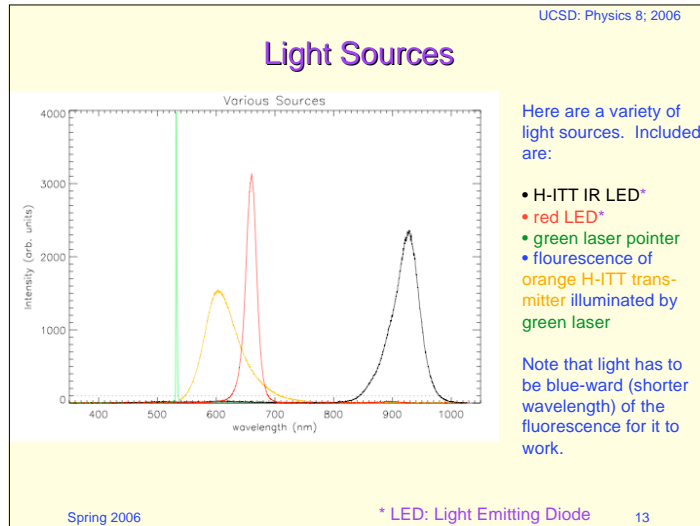 UCSD: Physics 8; 2006
Light Sources
Various Sources
4000
3000
2000
1000
0
Intensity (arb. units)
400 500 600 700 800 900 1000
wavelength (nm)
Here are a variety of
light sources. Included
are:
• H-ITT IR LED*
• red LED*
• green laser pointer
• flourescence of
orange H-ITT trans-
mitter illuminated by
green laser
Note that light has to
be blue-ward (shorter
wavelength) of the
fluorescence for it to
work.
Spring 2006
* LED: Light Emitting Diode
13